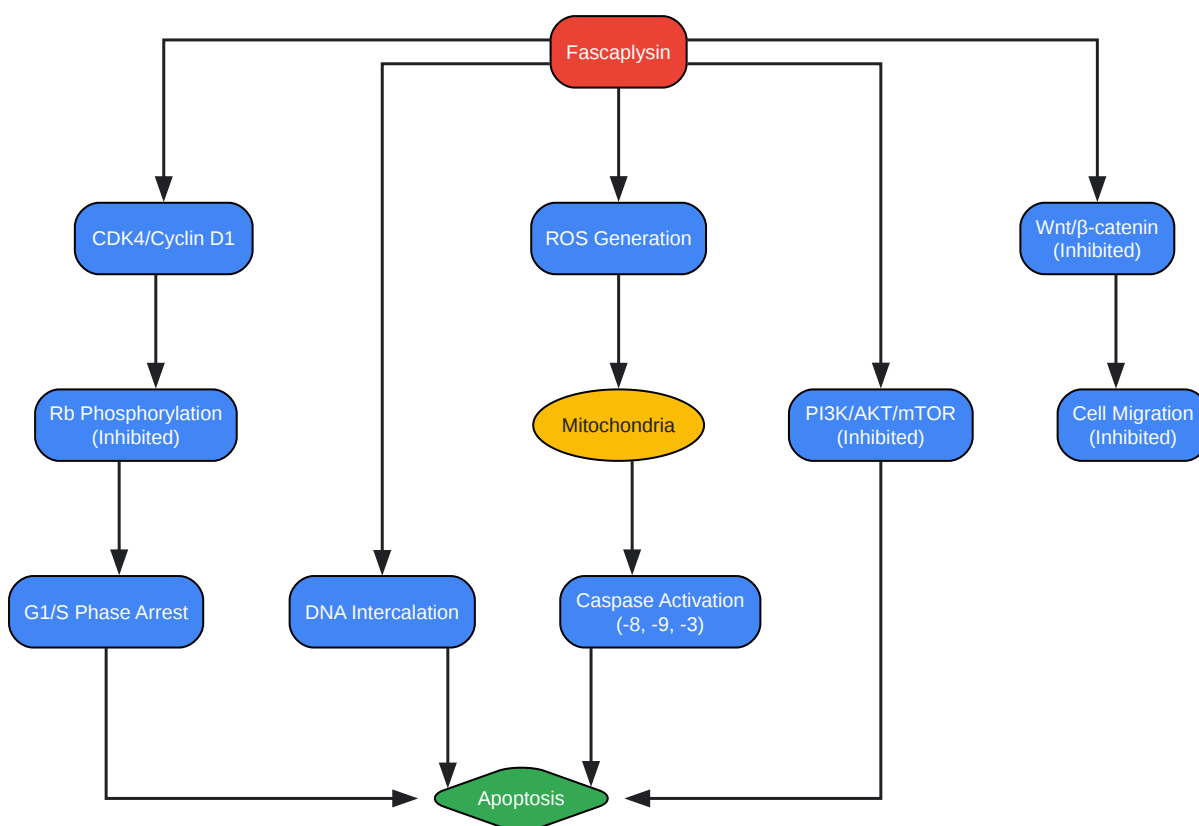 Fascaplysin
CDK4/Cyclin D1
ROS Generation
Wnt/β-catenin
(Inhibited)
Rb Phosphorylation
(Inhibited)
Mitochondria
PI3K/AKT/mTOR
(Inhibited)
Cell Migration
(Inhibited)
G1/S Phase Arrest
DNA Intercalation
Caspase Activation
(-8, -9, -3)
Apoptosis